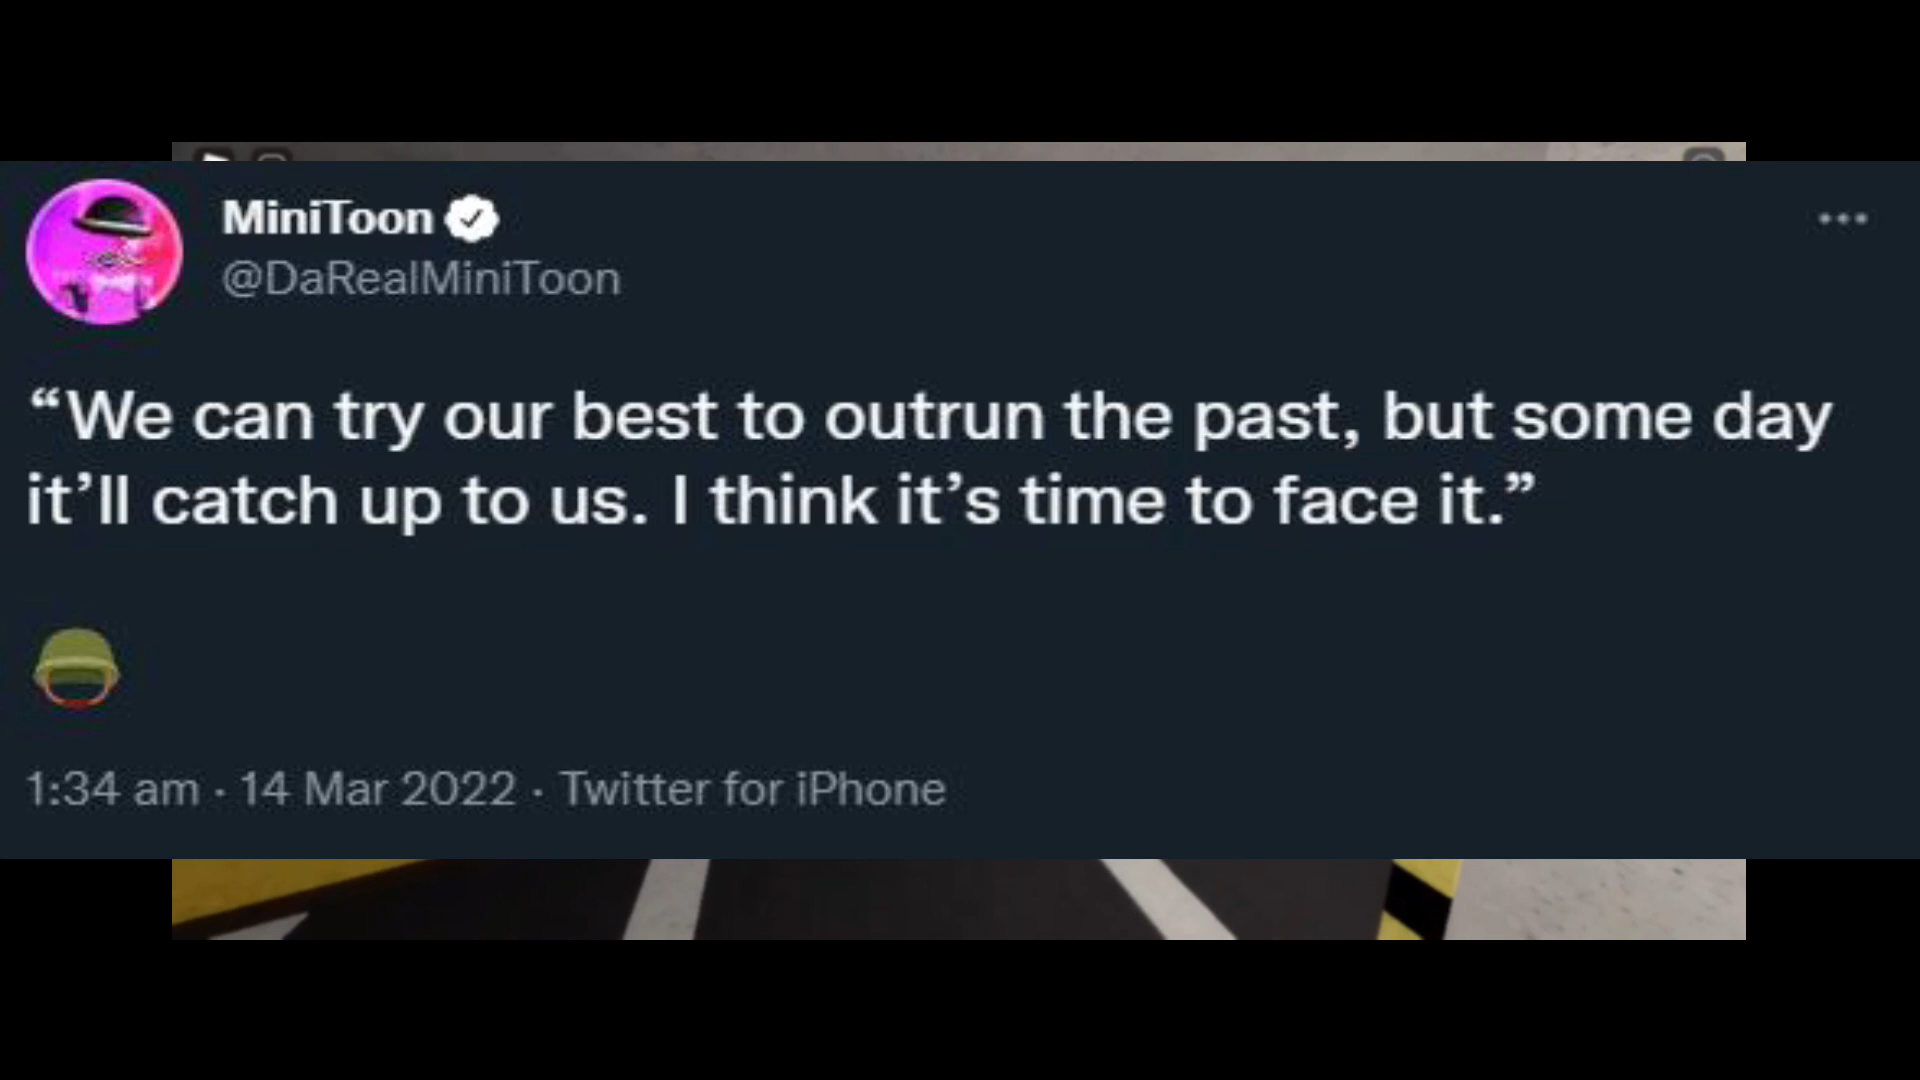 MiniToon
@DaRealMiniToon
“We can try our best to outrun the past, but some day
it’ll catch up to us. I think it’s time to face it.”
1:34 am · 14 Mar 2022 · Twitter for iPhone